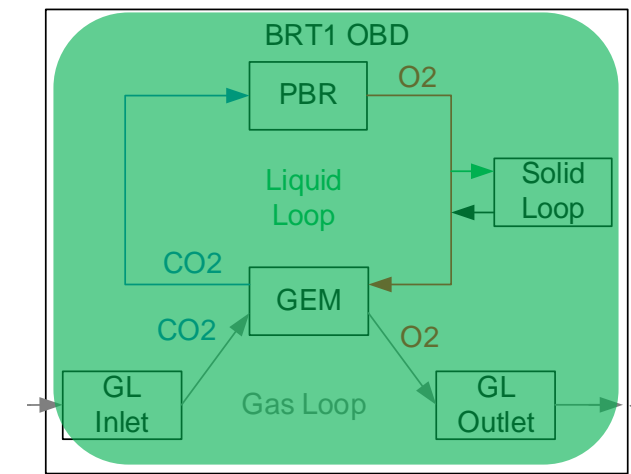 BRT1 OBD
PBR
O2
Solid
Loop
Liquid
Loop
CO2
GEM
CO2
O2
GL
Inlet
Gas Loop
GL
Outlet